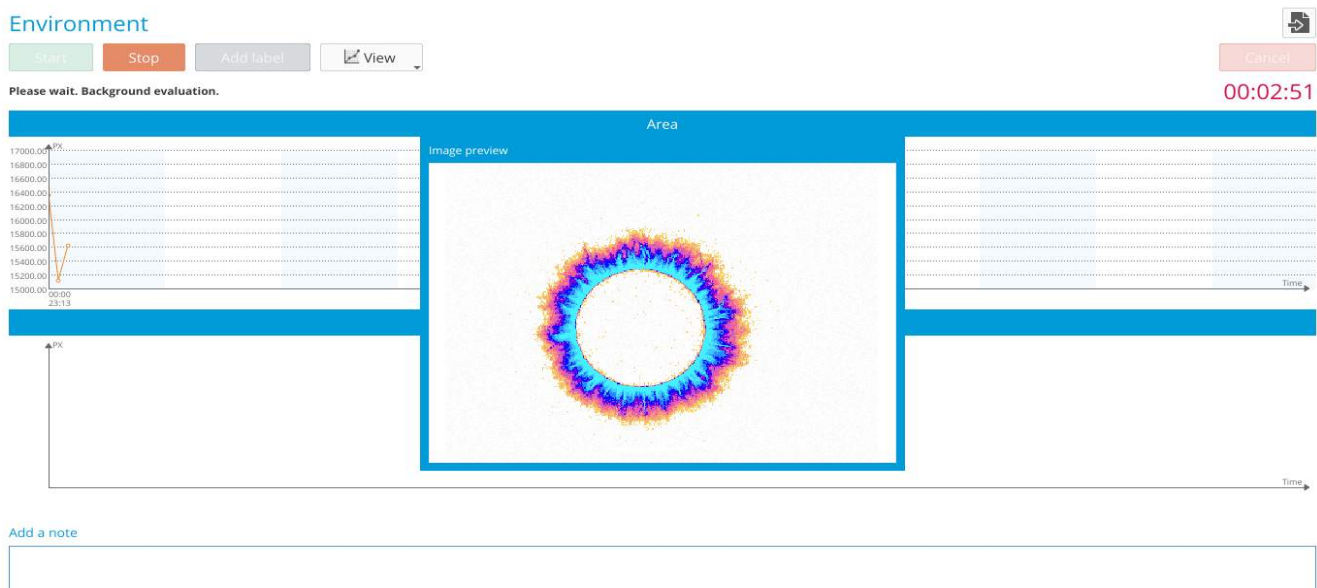 Environment
Start Stop Add label View Cancel
Please wait. Background evaluation.
00:02:51
Area
PX
Image preview
17000.00
16800.00
16600.00
16400.00
16200.00
16000.00
15800.00
15600.00
15400.00
15200.00
15000.00
00:00
23:13
Time
PX
Time
Add a note